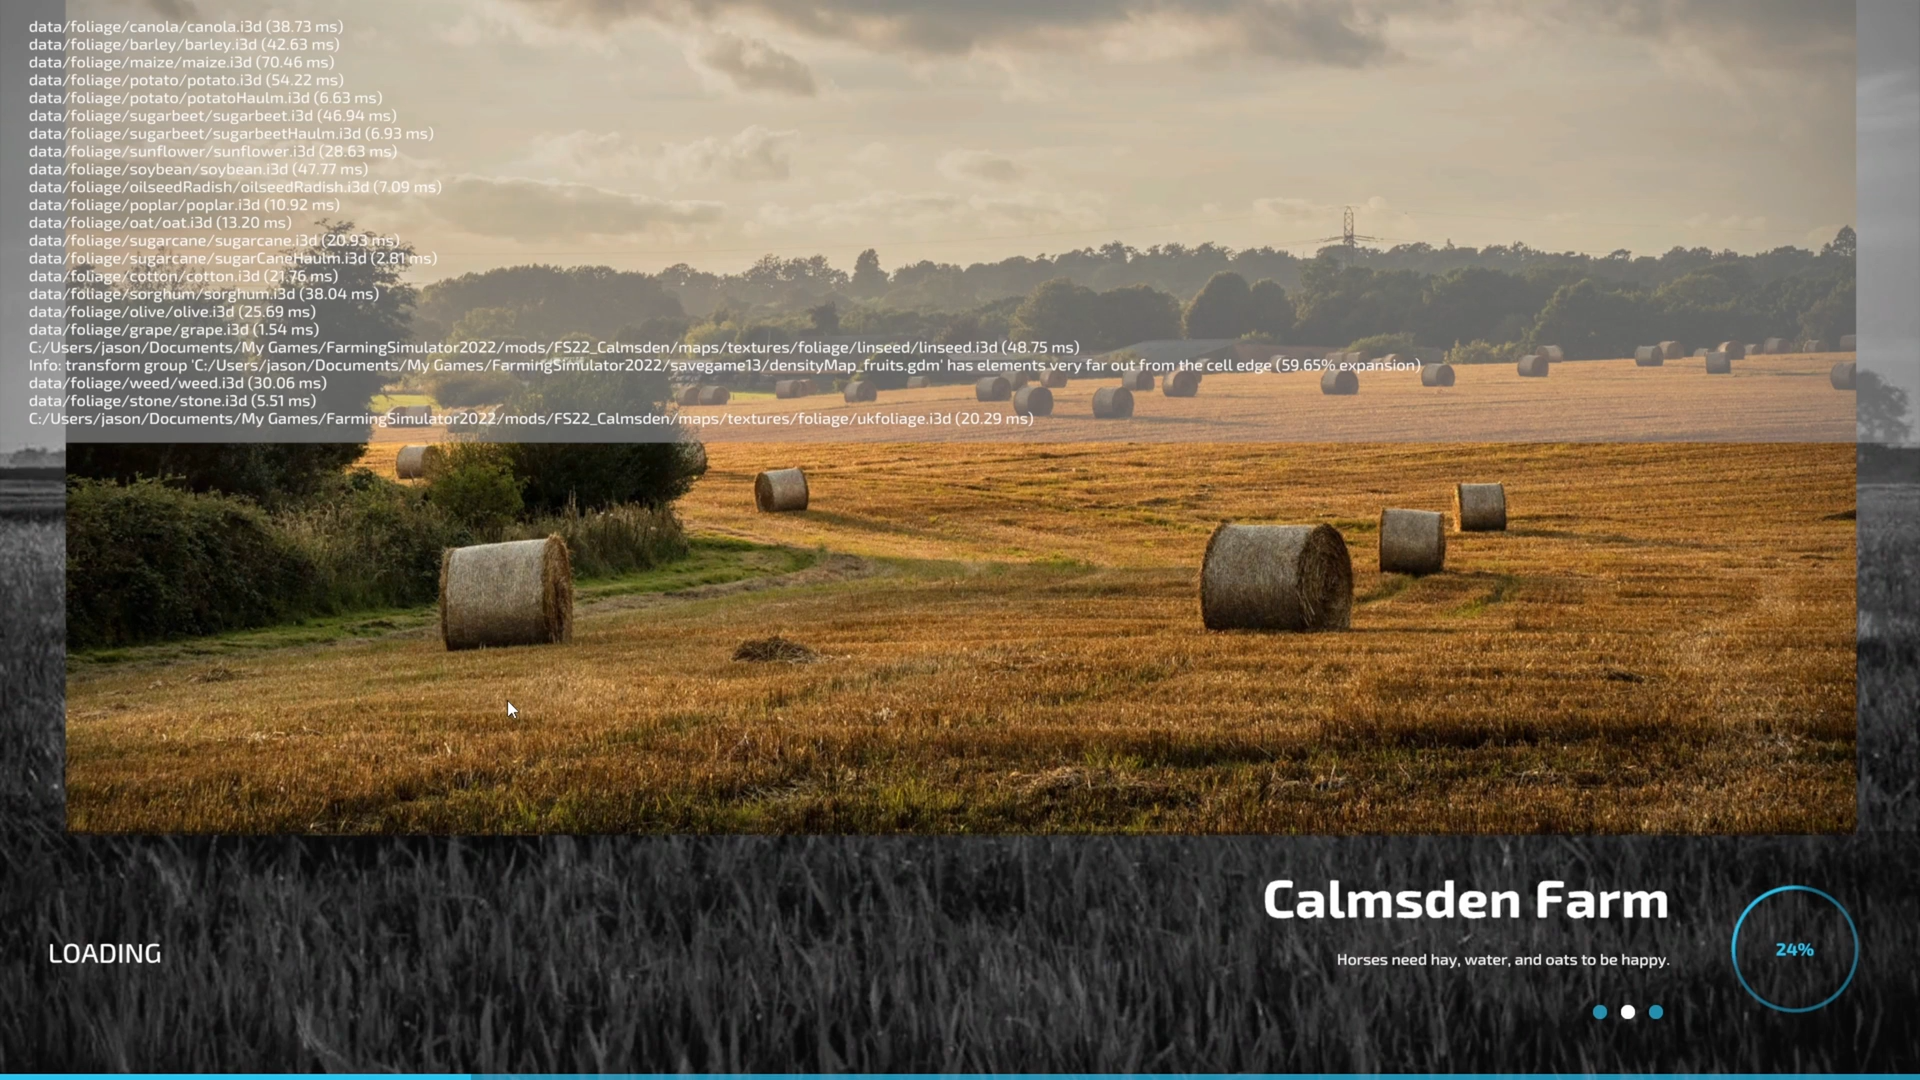 data/foliage/canola/canola.i3d (38.73 ms)
data/foliage/barley/barley.i3d (42.63 ms)
data/foliage/maize/maize.i3d (70.46 ms)
data/foliage/potato/potato.i3d (54.22 ms)
data/foliage/potato/potatoHaulm.i3d (6.63 ms)
data/foliage/sugarbeet/sugarbeet.i3d (46.94 ms)
data/foliage/sugarbeet/sugarbeetHaulm.i3d (6.93 ms)
data/foliage/sunflower/sunflower.i3d (28.63 ms)
data/foliage/soybean/soybean.i3d (47.77 ms)
data/foliage/oilseedRadish/oilseedRadish.i3d (7.09 ms)
data/foliage/poplar/poplar.i3d (10.92 ms)
data/foliage/oat/oat.i3d (13.20 ms)
data/foliage/sugarcane/sugarcane.i3d (20.93 ms)
data/foliage/sugarcane/sugarCaneHaulm.i3d (2.81 ms)
data/foliage/cotton/cotton.i3d (21.76 ms)
data/foliage/sorghum/sorghum.i3d (38.04 ms)
data/foliage/olive/olive.i3d (25.69 ms)
data/foliage/grape/grape.i3d (1.54 ms)
C:/Users/jason/Documents/My Games/FarmingSimulator2022/mods/FS22_Calmsden/maps/textures/foliage/linseed/linseed.i3d (48.75 ms)
Info: transform group 'C:/Users/jason/Documents/My Games/FarmingSimulator2022/savegame13/densityMap_fruits.gdm' has elements very far out from the cell edge (59.65% expansion)
data/foliage/weed/weed.i3d (30.06 ms)
data/foliage/stone/stone.i3d (5.51 ms)
C:/Users/jason/Documents/My Games/FarmingSimulator2022/mods/FS22_Calmsden/maps/textures/foliage/ukfoliage.i3d (20.29 ms)
Calmsden Farm
LOADING
Horses need hay, water, and oats to be happy.
24%